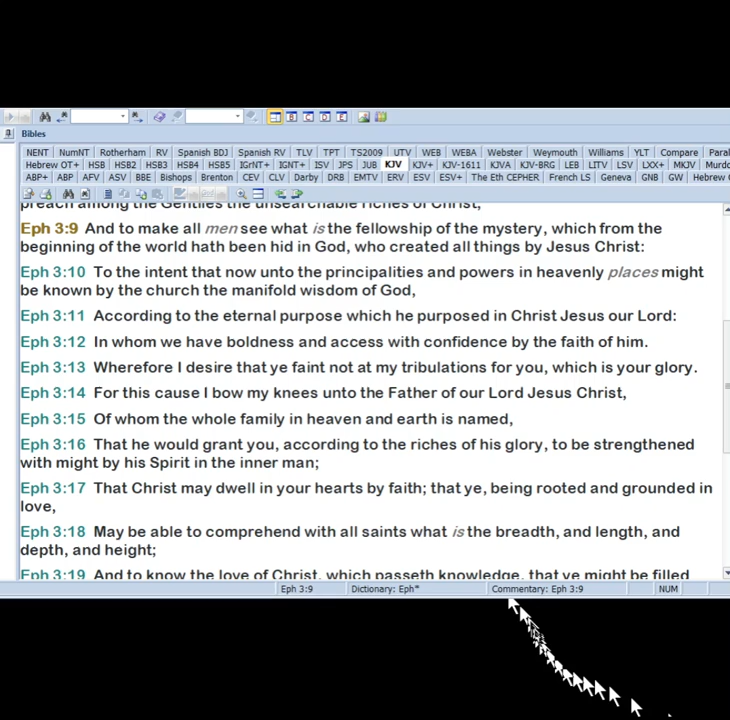 Bibles
NENT NumNT Rotherham RV Spanish BDJ Spanish RV TLV TPT TS2009 UTV WEB WEBA Webster Weymouth Williams YLT Compare Paral
Hebrew OT+ HSB HSB2 HSB3 HSB4 HSB5 IGrNT+ IGNT+ ISV JPS JUB KJV KJV+ KJV-1611 KJVA KJV-BRG LEB LITV LSV LXX+ MKJV Murdo
ABP+ ABP AFV ASV BBE Bishops Brenton CEV CLV Darby DRB EMTV ERV ESV ESV+ The Eth CEPHER French LS Geneva GNB GW Hebrew
preach among the Gentiles the unsearchable riches of Christ;
Eph 3:9 And to make all men see what is the fellowship of the mystery, which from the
beginning of the world hath been hid in God, who created all things by Jesus Christ:
Eph 3:10 To the intent that now unto the principalities and powers in heavenly places might
be known by the church the manifold wisdom of God,
Eph 3:11 According to the eternal purpose which he purposed in Christ Jesus our Lord:
Eph 3:12 In whom we have boldness and access with confidence by the faith of him.
Eph 3:13 Wherefore I desire that ye faint not at my tribulations for you, which is your glory.
Eph 3:14 For this cause I bow my knees unto the Father of our Lord Jesus Christ,
Eph 3:15 Of whom the whole family in heaven and earth is named,
Eph 3:16 That he would grant you, according to the riches of his glory, to be strengthened
with might by his Spirit in the inner man;
Eph 3:17 That Christ may dwell in your hearts by faith; that ye, being rooted and grounded in
love,
Eph 3:18 May be able to comprehend with all saints what is the breadth, and length, and
depth, and height;
Eph 3:19 And to know the love of Christ, which passeth knowledge, that ye might be filled
Eph 3:9 Dictionary: Eph* Commentary: Eph 3:9 NUM